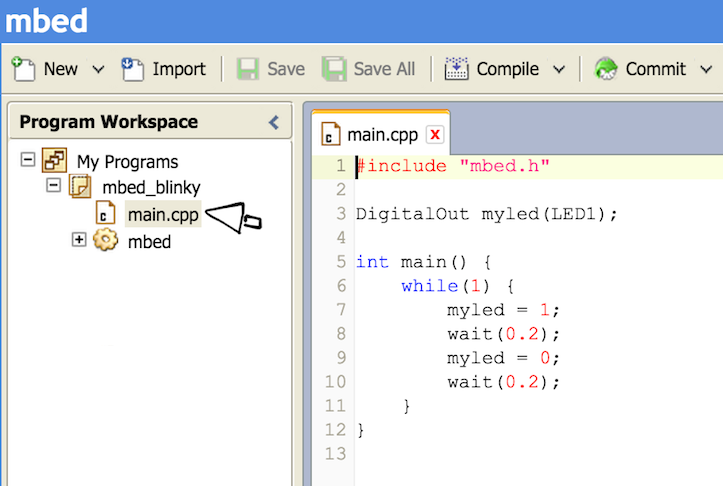 mbed
New Import Save Save All Compile Commit
Program Workspace
My Programs
mbed_blinky
main.cpp
mbed
main.cpp x
1 #include "mbed.h"
2
3 DigitalOut myled(LED1);
4
5 int main() {
6     while(1) {
7         myled = 1;
8         wait(0.2);
9         myled = 0;
10         wait(0.2);
11     }
12 }
13